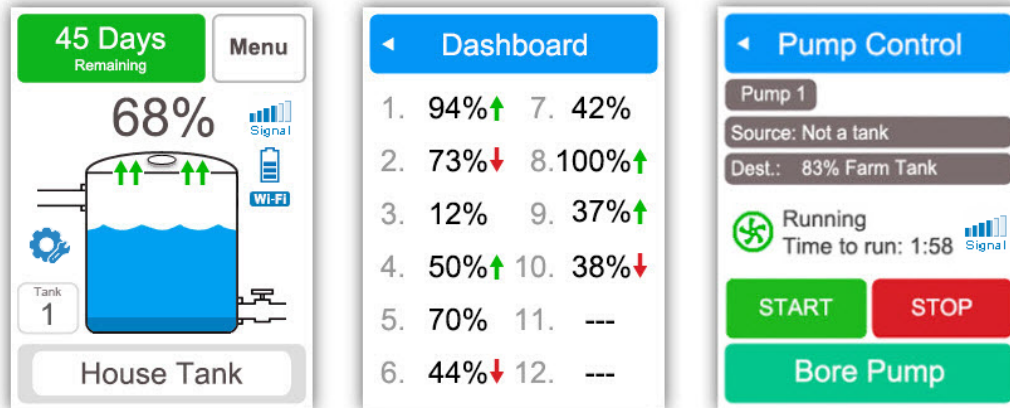 45 Days
Remaining
Menu
68%
Signal
Wi-Fi
Tank
1
House Tank
Dashboard
1. 94% 7. 42%
2. 73% 8. 100%
3. 12% 9. 37%
4. 50% 10. 38%
5. 70% 11. ---
6. 44% 12. ---
Pump Control
Pump 1
Source: Not a tank
Dest.: 83% Farm Tank
Running
Time to run: 1:58
Signal
START STOP
Bore Pump